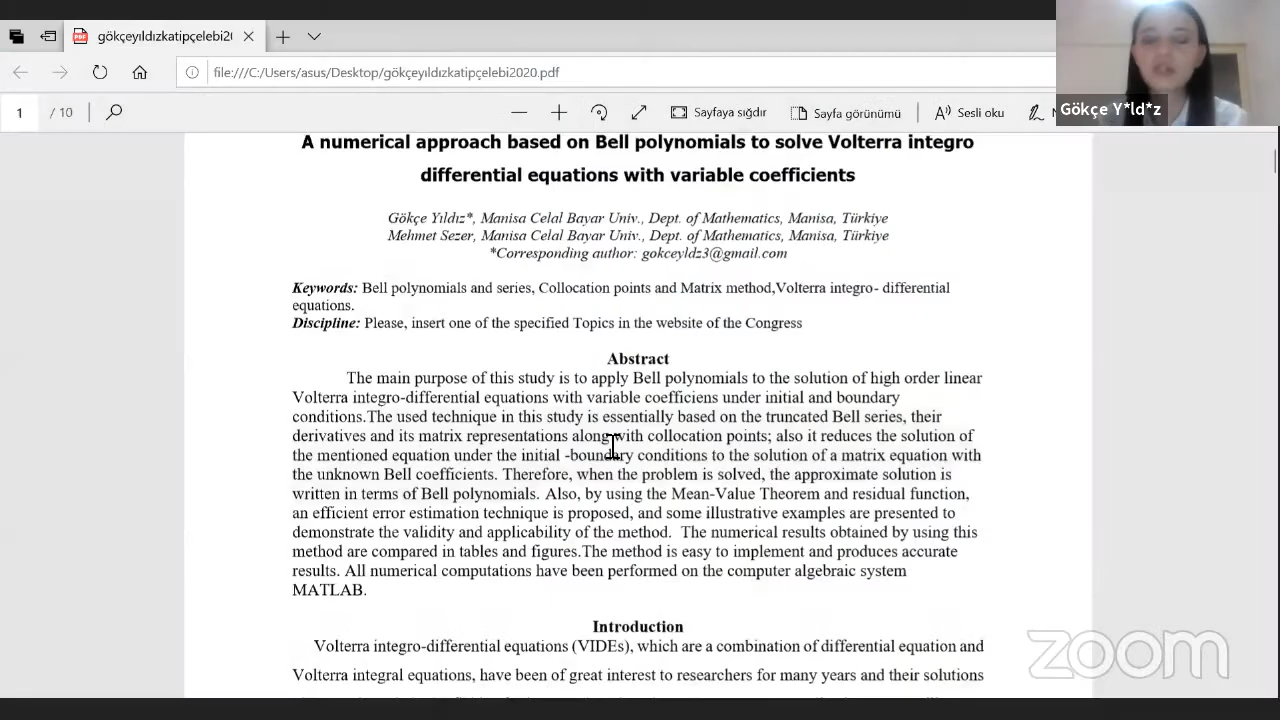 gökçeyıldızkatipçelebi20
file:///C:/Users/asus/Desktop/gökçeyıldızkatipçelebi2020.pdf
1 / 10 Sayfaya sığdır Sayfa görünümü Sesli oku
Gökçe Y*ld*z
A numerical approach based on Bell polynomials to solve Volterra integro
differential equations with variable coefficients
Gökçe Yıldız*, Manisa Celal Bayar Univ., Dept. of Mathematics, Manisa, Türkiye
Mehmet Sezer, Manisa Celal Bayar Univ., Dept. of Mathematics, Manisa, Türkiye
*Corresponding author: gokceyldz3@gmail.com
Keywords: Bell polynomials and series, Collocation points and Matrix method,Volterra integro- differential
equations.
Discipline: Please, insert one of the specified Topics in the website of the Congress
Abstract
The main purpose of this study is to apply Bell polynomials to the solution of high order linear
Volterra integro-differential equations with variable coefficiens under initial and boundary
conditions.The used technique in this study is essentially based on the truncated Bell series, their
derivatives and its matrix representations along with collocation points; also it reduces the solution of
the mentioned equation under the initial -boundary conditions to the solution of a matrix equation with
the unknown Bell coefficients. Therefore, when the problem is solved, the approximate solution is
written in terms of Bell polynomials. Also, by using the Mean-Value Theorem and residual function,
an efficient error estimation technique is proposed, and some illustrative examples are presented to
demonstrate the validity and applicability of the method. The numerical results obtained by using this
method are compared in tables and figures.The method is easy to implement and produces accurate
results. All numerical computations have been performed on the computer algebraic system
MATLAB.
Introduction
Volterra integro-differential equations (VIDEs), which are a combination of differential equation and
Volterra integral equations, have been of great interest to researchers for many years and their solutions
zoom